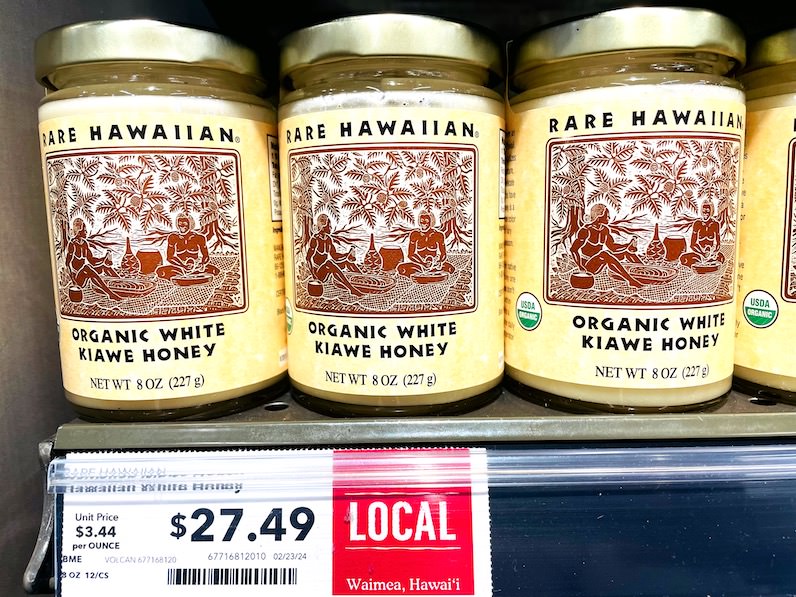 RARE HAWAIIAN®
ORGANIC WHITE
KIAWE HONEY
NET WT 8 OZ (227 g)
RARE HAWAIIAN®
ORGANIC WHITE
KIAWE HONEY
NET WT 8 OZ (227 g)
RARE HAWAIIAN
USDA
ORGANIC
ORGANIC WHITE
KIAWE HONEY
NET WT 8 OZ (227 g)
USDA
ORGANIC
RARE HAWAIIAN
Hawaiian White Honey
Unit Price
$3.44
per OUNCE
$27.49
BME VOLCAN 677168120
67716812010 02/23/24
8 OZ 12/CS
LOCAL
Waimea, Hawai‘i